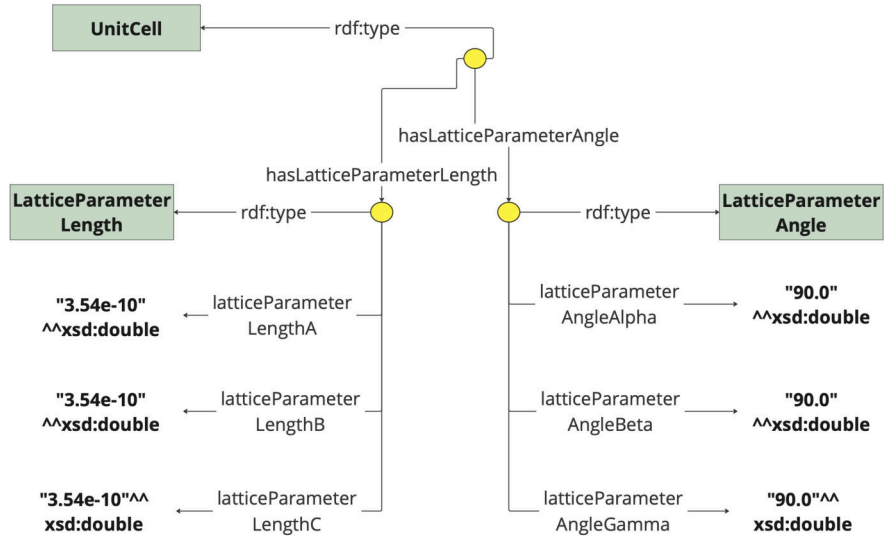 UnitCell
rdf:type
hasLatticeParameterAngle
hasLatticeParameterLength
LatticeParameter
Length
rdf:type
rdf:type
LatticeParameter
Angle
"3.54e-10"
^^xsd:double
latticeParameter
LengthA
latticeParameter
AngleAlpha
"90.0"
^^xsd:double
"3.54e-10"
^^xsd:double
latticeParameter
LengthB
latticeParameter
AngleBeta
"90.0"
^^xsd:double
"3.54e-10"^^
xsd:double
latticeParameter
LengthC
latticeParameter
AngleGamma
"90.0"^^
xsd:double